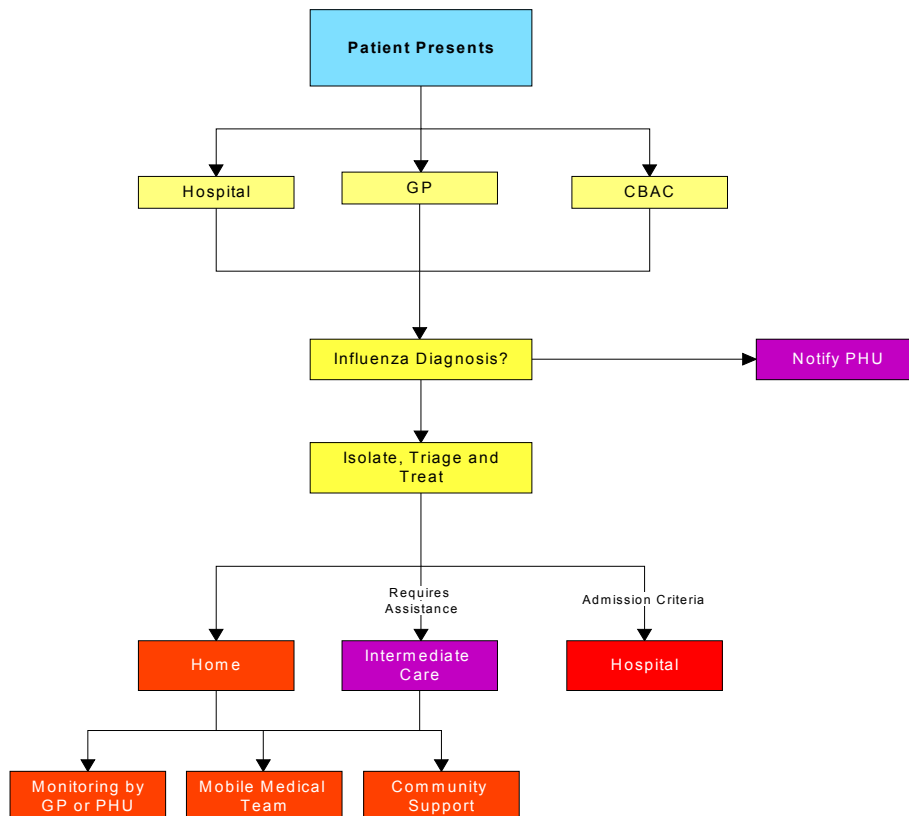 Patient Presents
Hospital
GP
CBAC
Influenza Diagnosis?
Notify PHU
Isolate, Triage and
Treat
Requires
Assistance
Admission Criteria
Home
Intermediate
Care
Hospital
Monitoring by
GP or PHU
Mobile Medical
Team
Community
Support